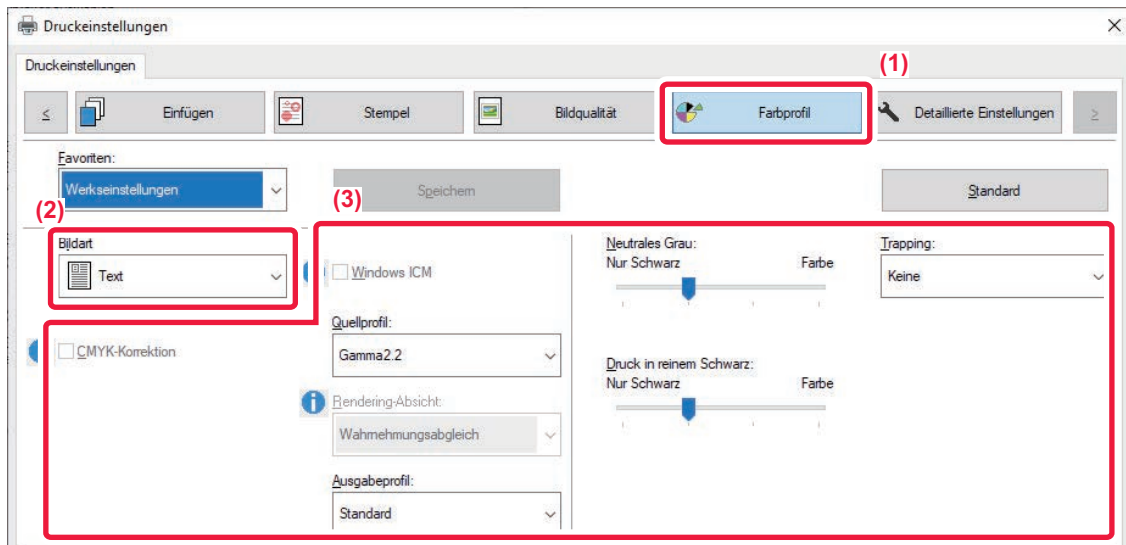 Druckeinstellungen
Druckeinstellungen
(1)
≤ Einfügen Stempel Bildqualität Farbprofil Detaillierte Einstellungen ≥
Favoriten:
Werkseinstellungen Speichern Standard
(2) (3)
Bildart
Text
CMYK-Korrektion
Windows ICM
Quellprofil:
Gamma2.2
Rendering-Absicht:
Wahrnehmungsabgleich
Ausgabeprofil:
Standard
Neutrales Grau:
Nur Schwarz Farbe
Druck in reinem Schwarz:
Nur Schwarz Farbe
Trapping:
Keine